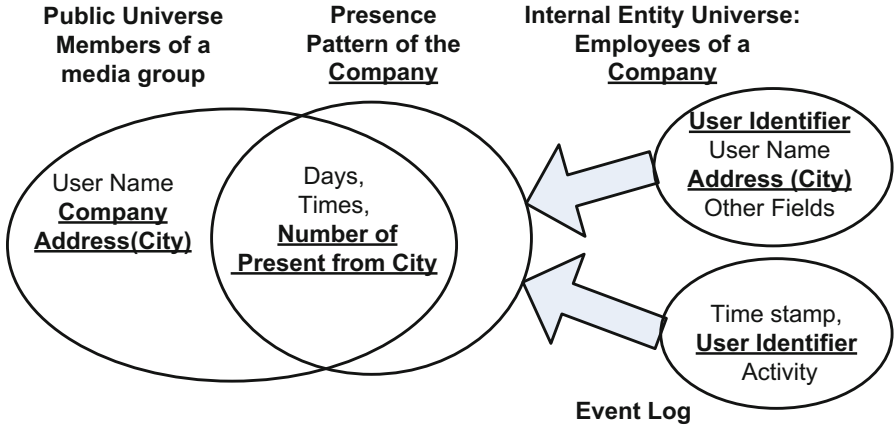 Public Universe
Members of a
media group
Presence
Pattern of the
Company
Internal Entity Universe:
Employees of a
Company
User Name
Company
Address(City)
Days,
Times,
Number of
Present from City
User Identifier
User Name
Address (City)
Other Fields
Time stamp,
User Identifier
Activity
Event Log